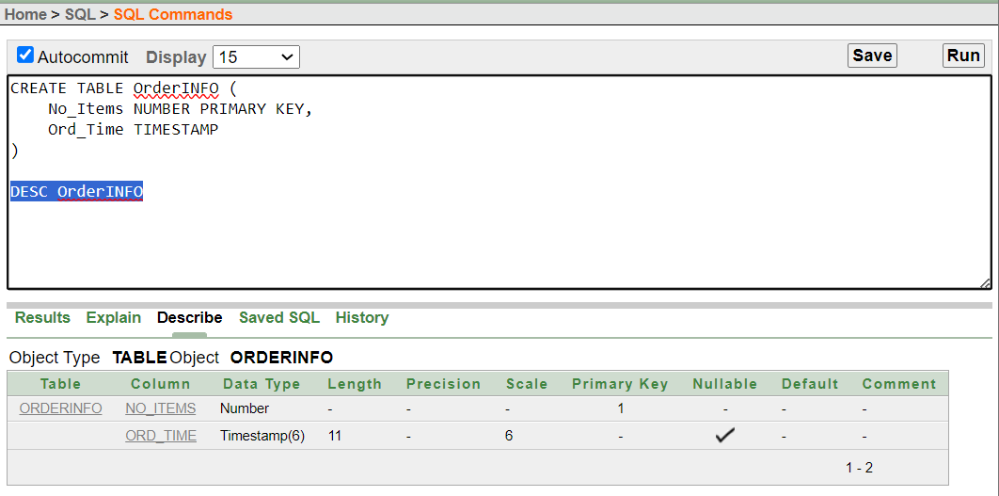 Home > SQL > SQL Commands
Autocommit Display 15 Save Run
CREATE TABLE OrderINFO (
    No_Items NUMBER PRIMARY KEY,
    Ord_Time TIMESTAMP
)
DESC OrderINFO
Results Explain Describe Saved SQL History
Object Type TABLE Object ORDERINFO
Table Column Data Type Length Precision Scale Primary Key Nullable Default Comment
ORDERINFO NO_ITEMS Number - - - 1 - - -
ORD_TIME Timestamp(6) 11 - 6 - ✓ - -
1 - 2